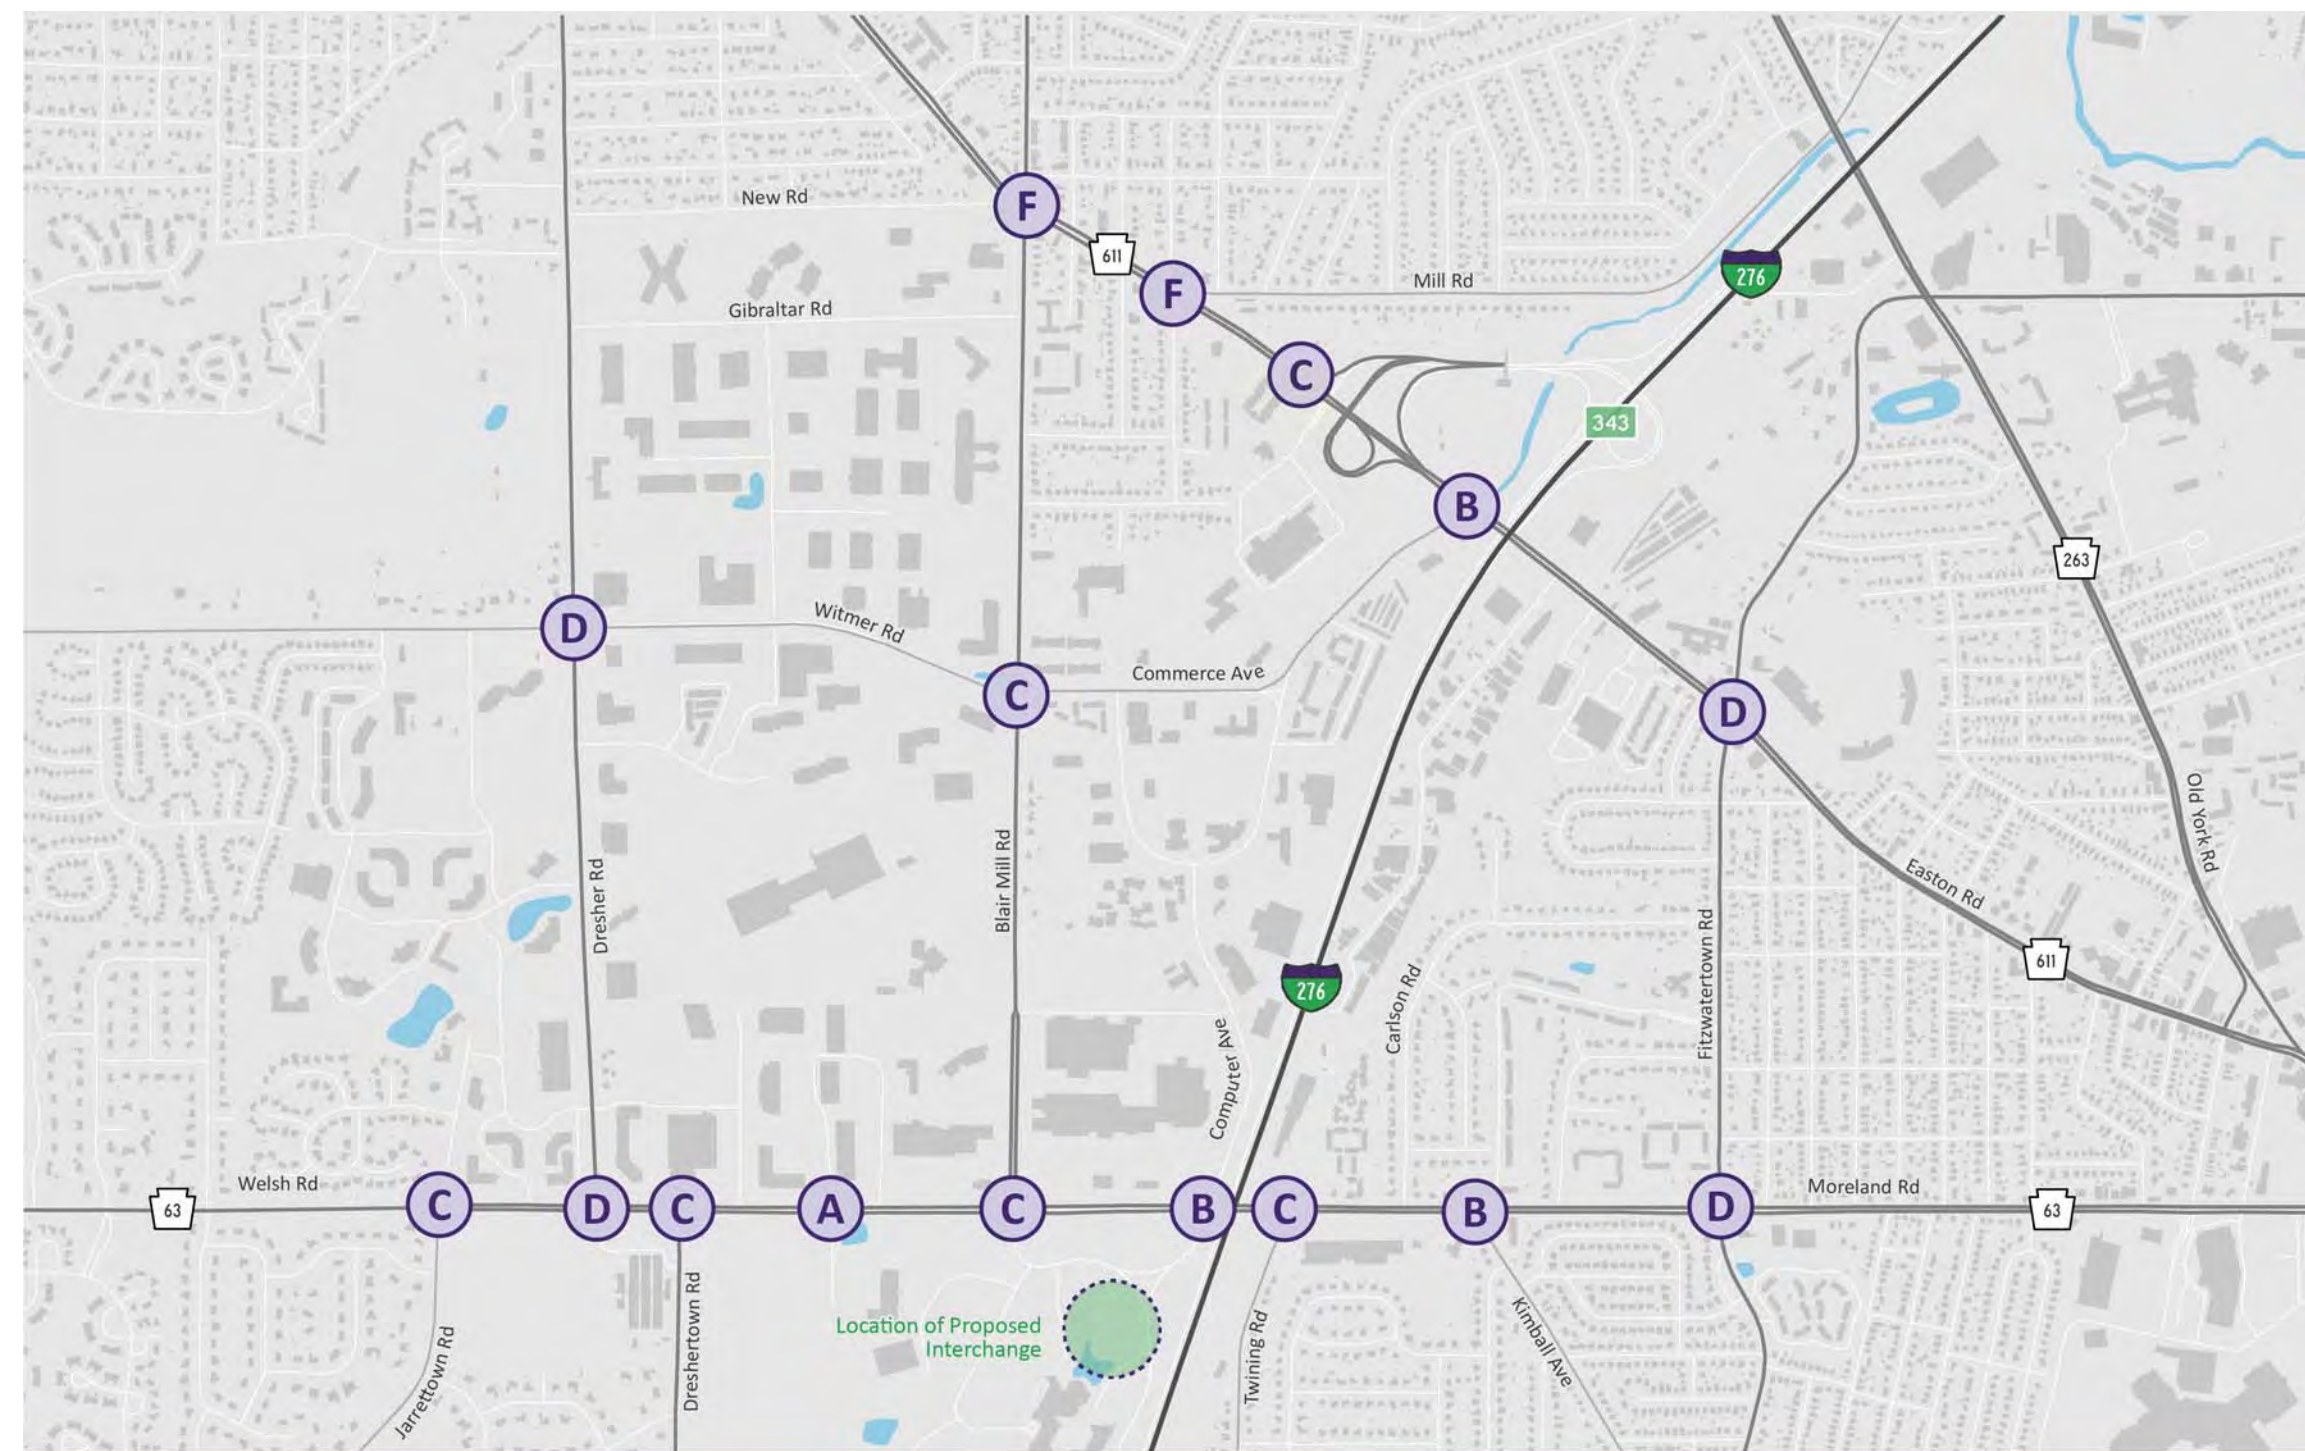 New Rd
F
611
F
Mill Rd
276
Gibraltar Rd
C
343
B
263
D
Witmer Rd
C
Commerce Ave
D
Old York Rd
Dresher Rd
Blair Mill Rd
Easton Rd
Fitzwatertown Rd
611
276
Carlson Rd
Computer Ave
Welsh Rd
63
C
D
C
A
C
B
C
B
D
Moreland Rd
63
Jarrettown Rd
Dreshertown Rd
Location of Proposed
Interchange
Twining Rd
Kimball Ave